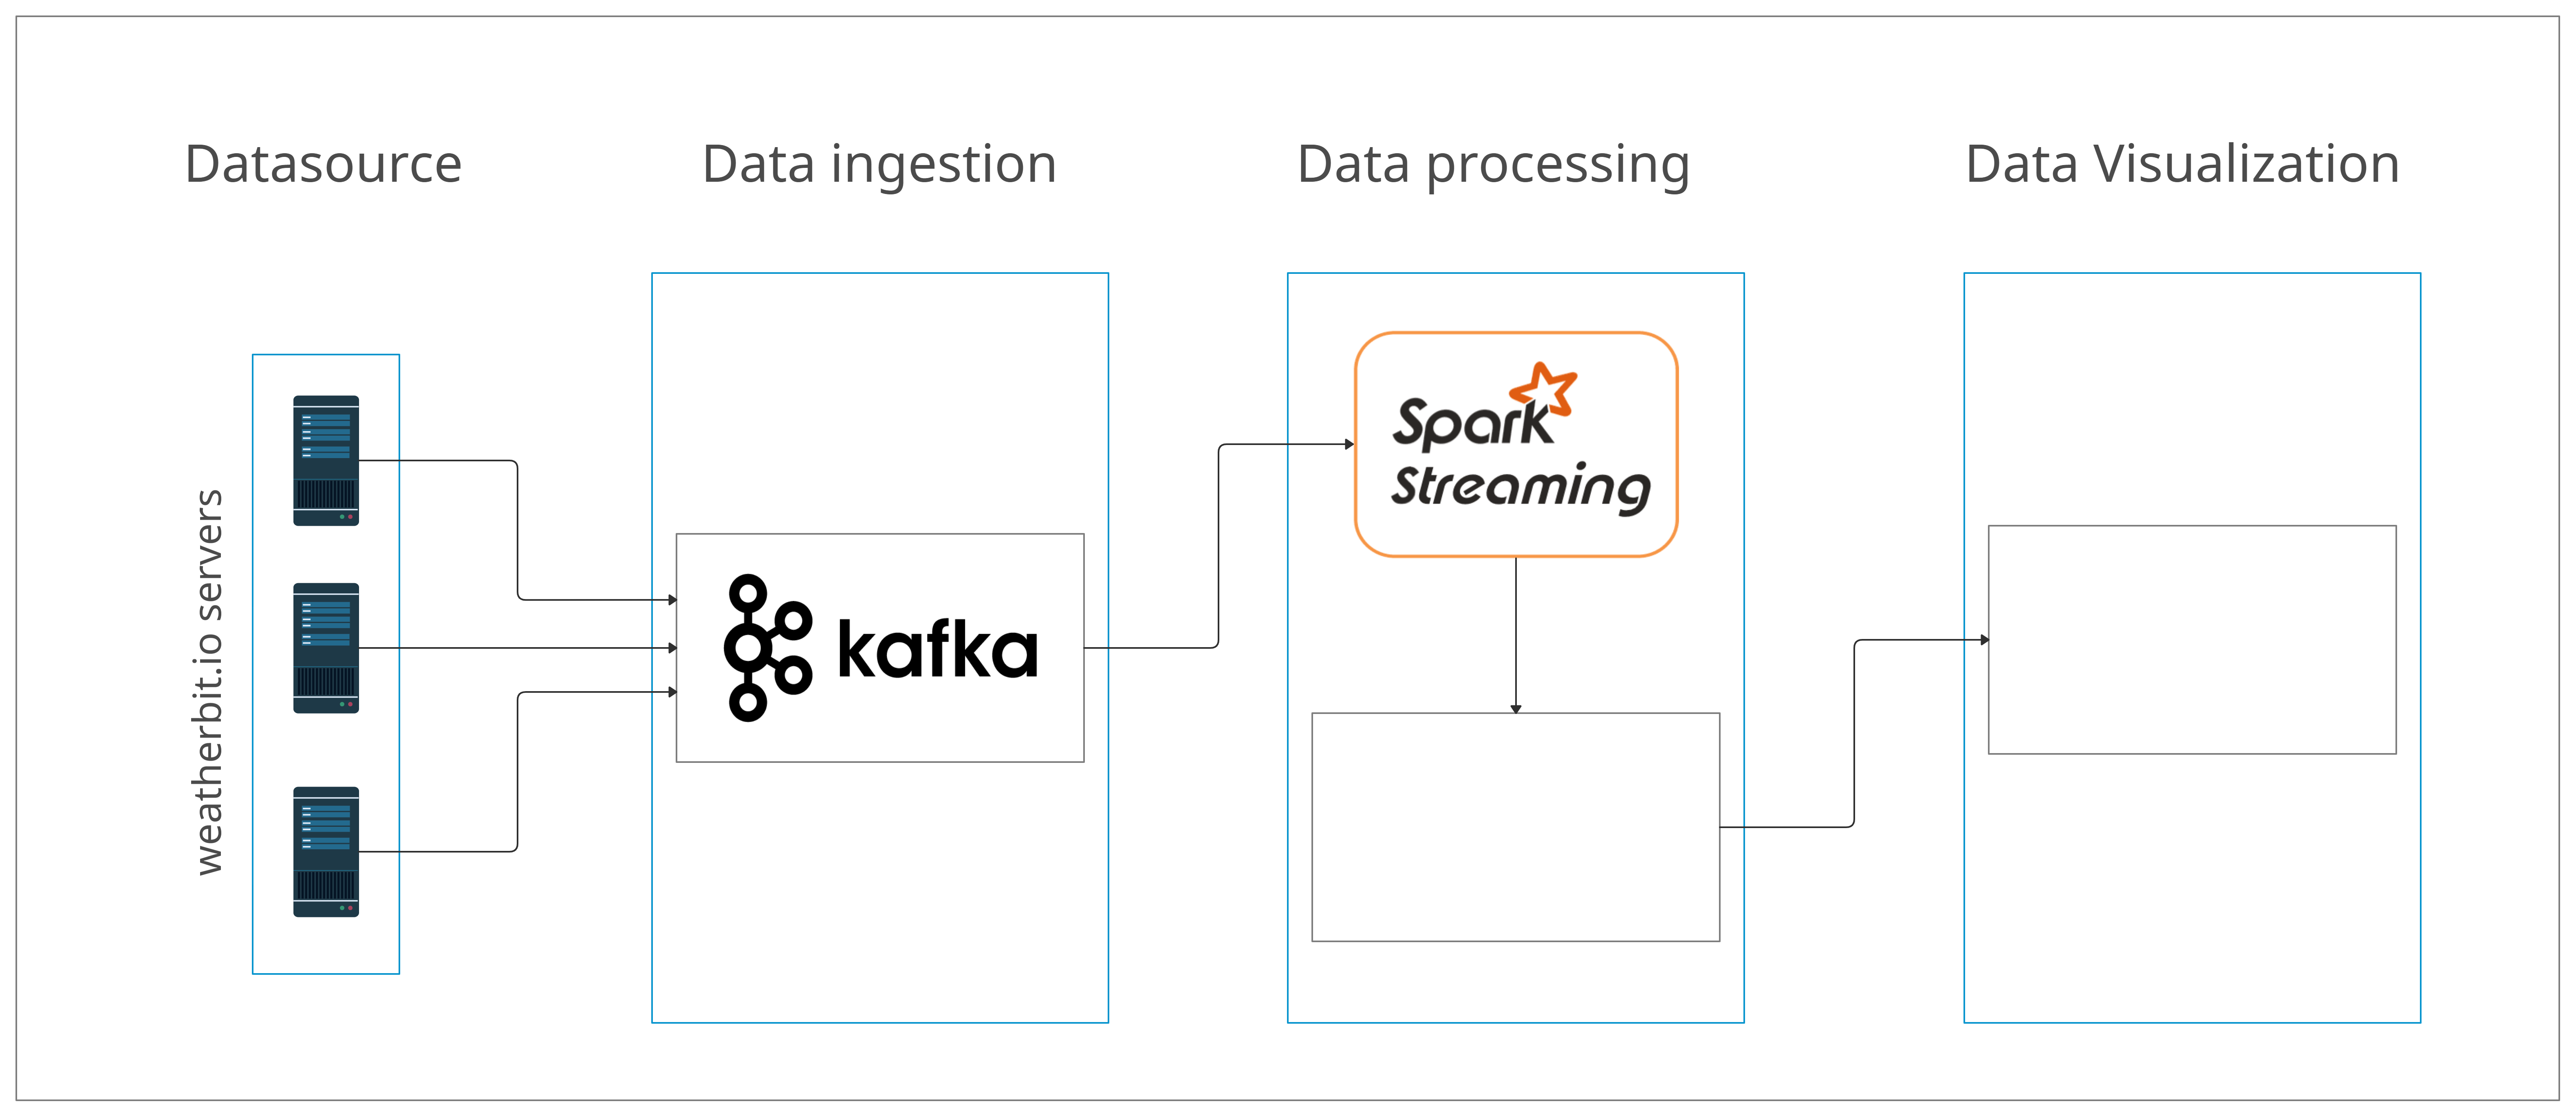 Datasource
Data ingestion
Data processing
Data Visualization
weatherbit.io servers
kafka
Spark
Streaming